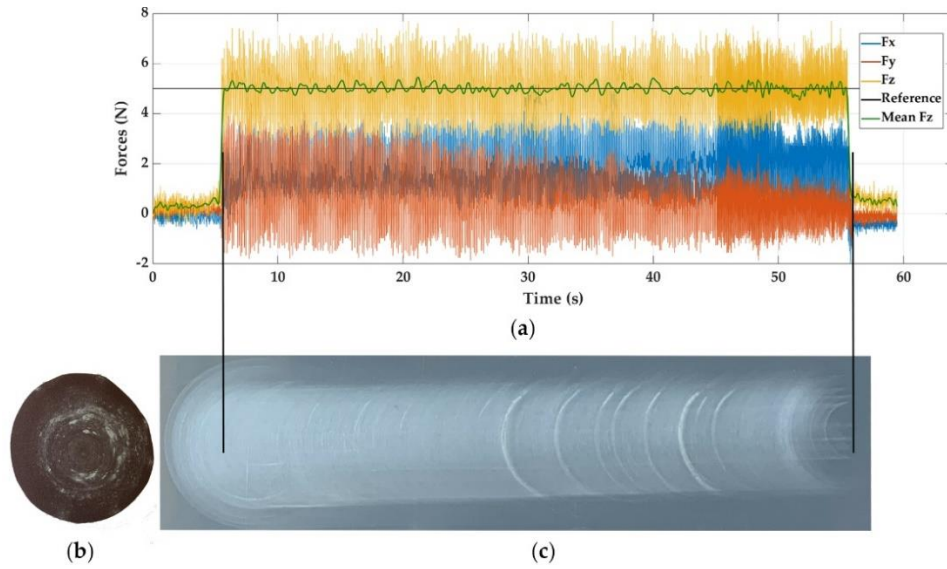 8
6
4
2
0
-2
Forces (N)
Fx
Fy
Fz
Reference
Mean Fz
0 10 20 30 40 50 60
Time (s)
(a)
(b)
(c)